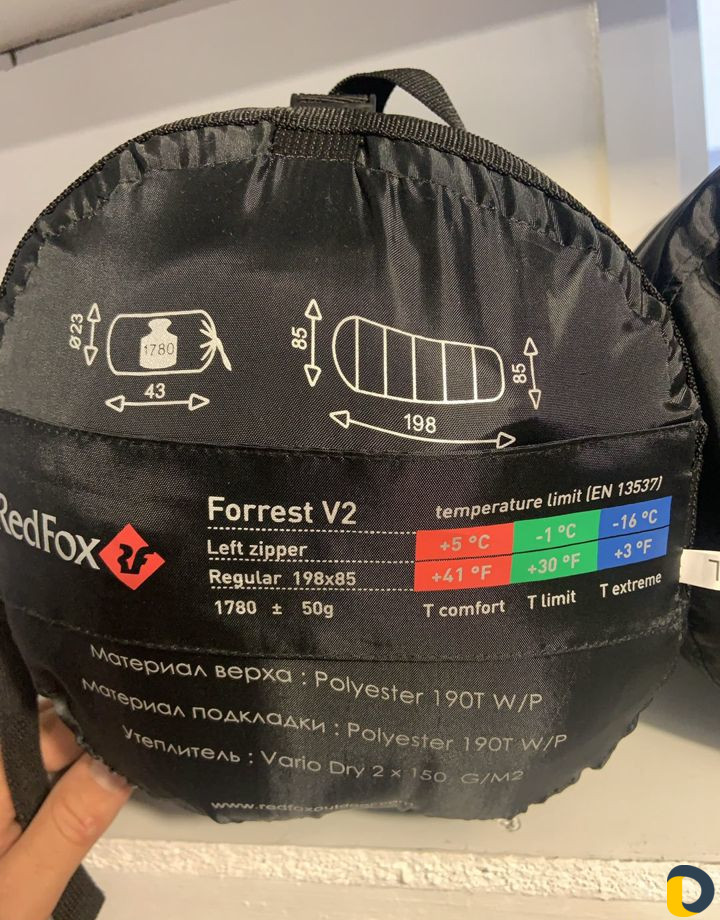 Ø23
1780
43
85
85
198
RedFox
Forrest V2
temperature limit (EN 13537)
Left zipper
Regular 198x85
1780 ± 50g
+5 °C -1 °C -16 °C
+41 °F +30 °F +3 °F
T comfort T limit T extreme
Материал верха : Polyester 190T W/P
Материал подкладки : Polyester 190T W/P
Утеплитель : Vario Dry 2 x 150 G/M2